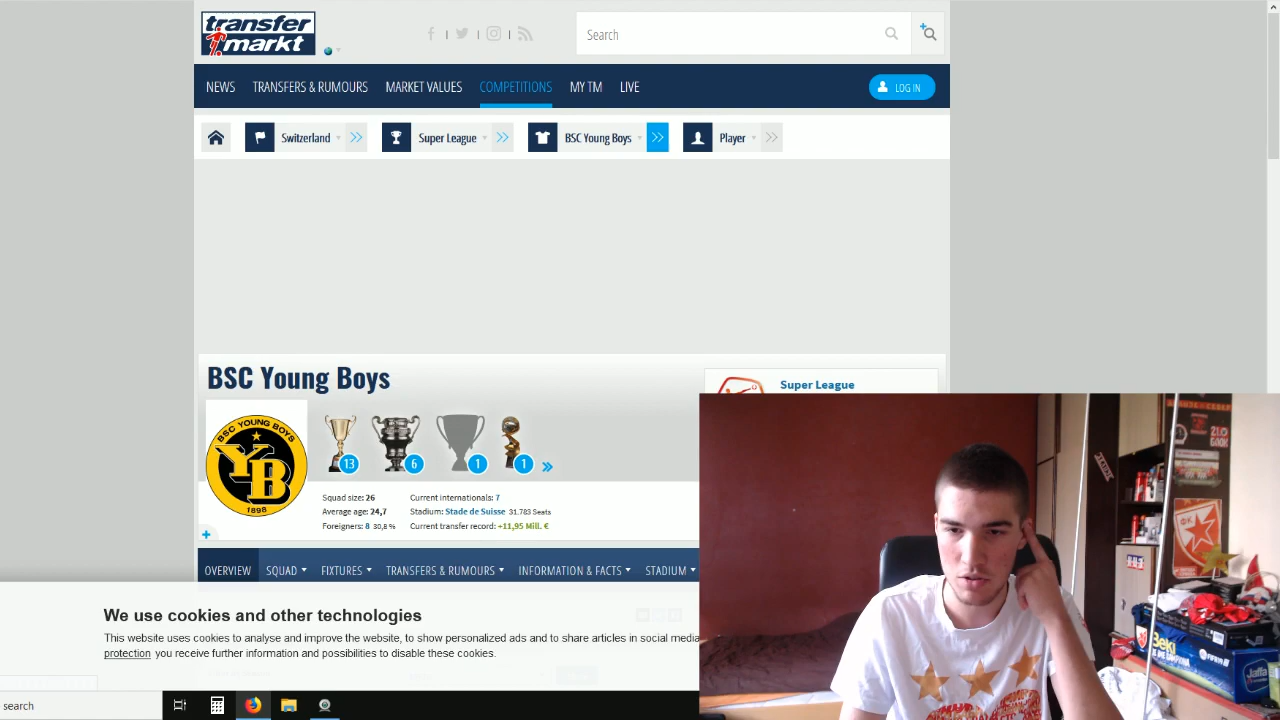 transfer
markt
Search
NEWS TRANSFERS & RUMOURS MARKET VALUES COMPETITIONS MY TM LIVE LOG IN
Switzerland Super League BSC Young Boys Player
BSC Young Boys
Super League
BSC YOUNG BOYS
YB
1898
13 6 1 1
Squad size: 26 Current internationals: 7
Average age: 24,7 Stadium: Stade de Suisse 31.783 Seats
Foreigners: 8 30,8 % Current transfer record: +11,95 Mill. €
OVERVIEW SQUAD FIXTURES TRANSFERS & RUMOURS INFORMATION & FACTS STADIUM
We use cookies and other technologies
This website uses cookies to analyse and improve the website, to show personalized ads and to share articles in social media
protection you receive further information and possibilities to disable these cookies.
search